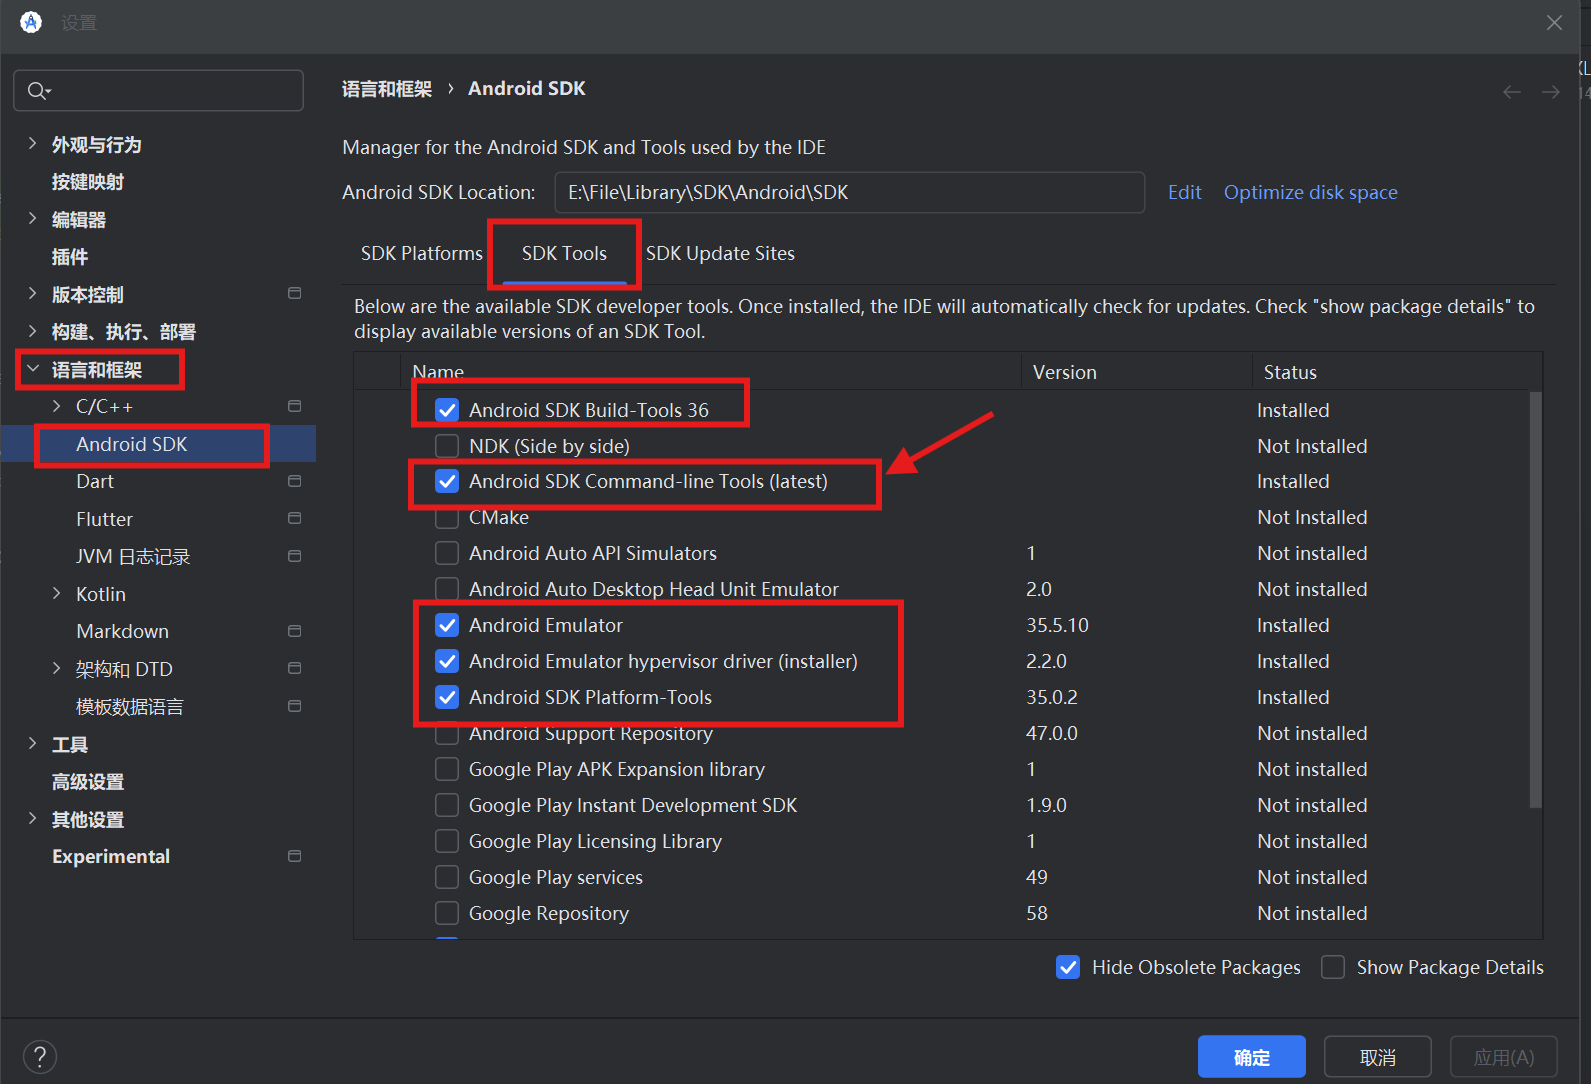 设置
语言和框架 › Android SDK
Manager for the Android SDK and Tools used by the IDE
Android SDK Location: E:\File\Library\SDK\Android\SDK Edit Optimize disk space
SDK Platforms SDK Tools SDK Update Sites
Below are the available SDK developer tools. Once installed, the IDE will automatically check for updates. Check "show package details" to
display available versions of an SDK Tool.
外观与行为
按键映射
编辑器
插件
版本控制
构建、执行、部署
语言和框架
C/C++
Android SDK
Dart
Flutter
JVM 日志记录
Kotlin
Markdown
架构和 DTD
模板数据语言
工具
高级设置
其他设置
Experimental
Name Version Status
Android SDK Build-Tools 36 Installed
NDK (Side by side) Not Installed
Android SDK Command-line Tools (latest) Installed
CMake Not Installed
Android Auto API Simulators 1 Not installed
Android Auto Desktop Head Unit Emulator 2.0 Not installed
Android Emulator 35.5.10 Installed
Android Emulator hypervisor driver (installer) 2.2.0 Installed
Android SDK Platform-Tools 35.0.2 Installed
Android Support Repository 47.0.0 Not installed
Google Play APK Expansion library 1 Not installed
Google Play Instant Development SDK 1.9.0 Not installed
Google Play Licensing Library 1 Not installed
Google Play services 49 Not installed
Google Repository 58 Not installed
Hide Obsolete Packages Show Package Details
? 确定 取消 应用(A)